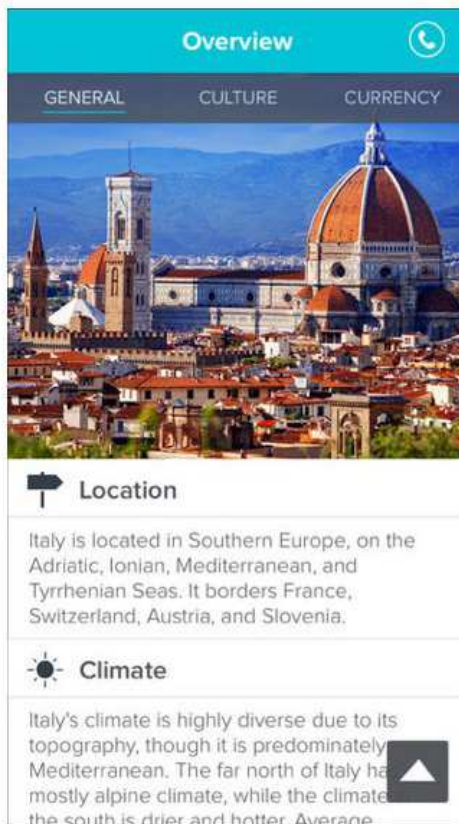 Overview
GENERAL CULTURE CURRENCY
Location
Italy is located in Southern Europe, on the
Adriatic, Ionian, Mediterranean, and
Tyrrhenian Seas. It borders France,
Switzerland, Austria, and Slovenia.
Climate
Italy's climate is highly diverse due to its
topography, though it is predominately
Mediterranean. The far north of Italy ha
mostly alpine climate, while the climate
the south is drier and hotter. Average